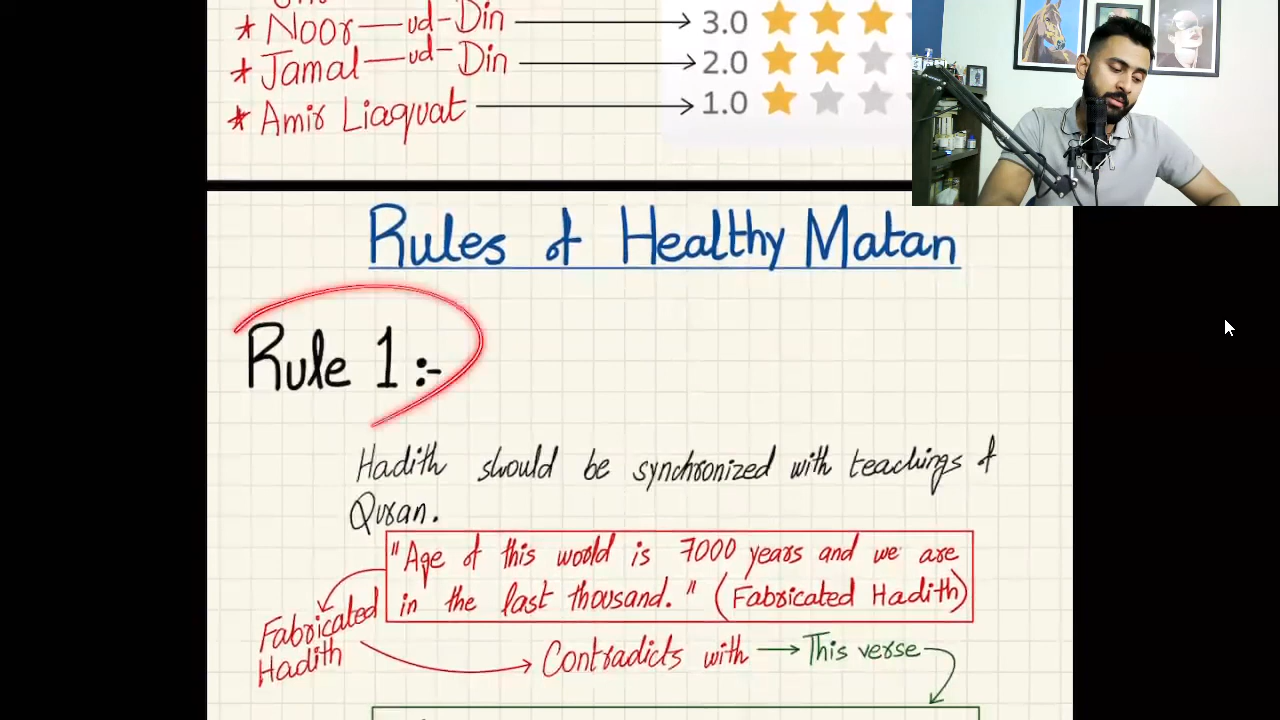 * Noor-ud-Din → 3.0
* Jamal-ud-Din → 2.0
* Amir Liaquat → 1.0
Rules of Healthy Matan
Rule 1:-
Hadith should be synchronized with teachings of
Quran.
"Age of this world is 7000 years and we are
in the last thousand." (Fabricated Hadith)
Fabricated
Hadith
Contradicts with → This verse